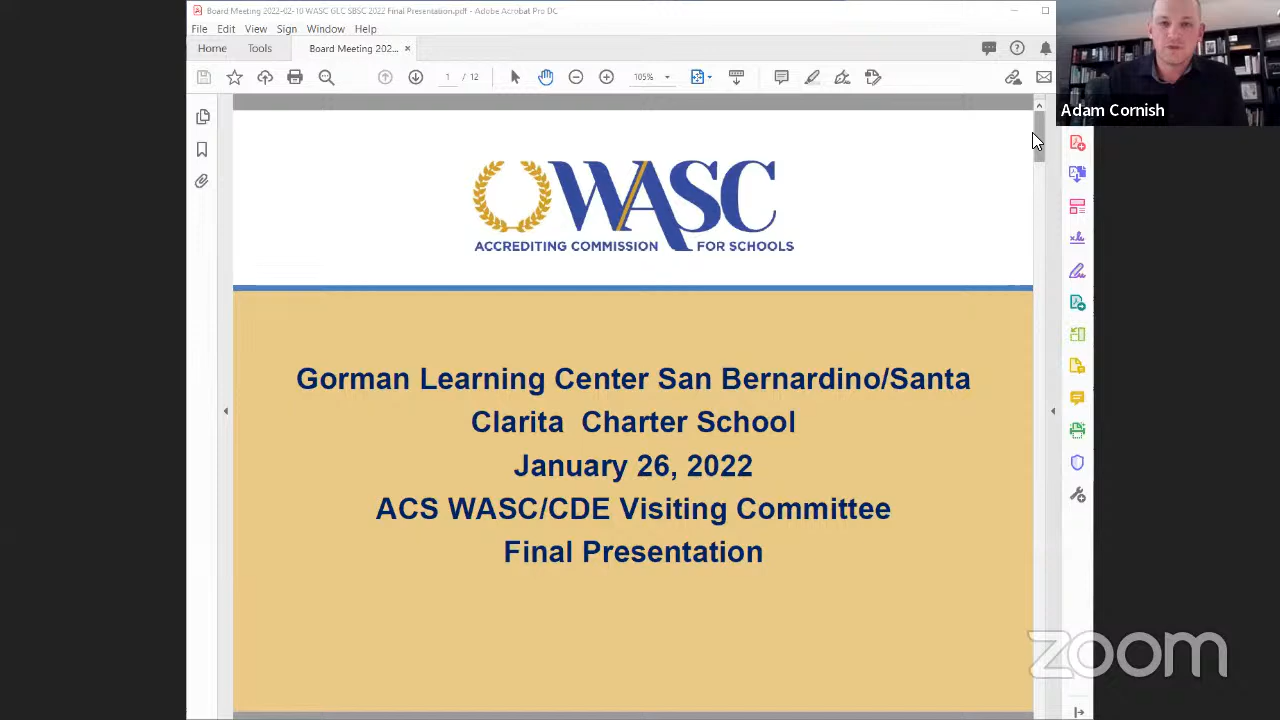 Board Meeting 2022-02-10 WASC GLC SBSC 2022 Final Presentation.pdf - Adobe Acrobat Pro DC
File Edit View Sign Window Help
Home Tools Board Meeting 202... ×
1 / 12 105%
Adam Cornish
WASC
ACCREDITING COMMISSION FOR SCHOOLS
Gorman Learning Center San Bernardino/Santa
Clarita Charter School
January 26, 2022
ACS WASC/CDE Visiting Committee
Final Presentation
zoom